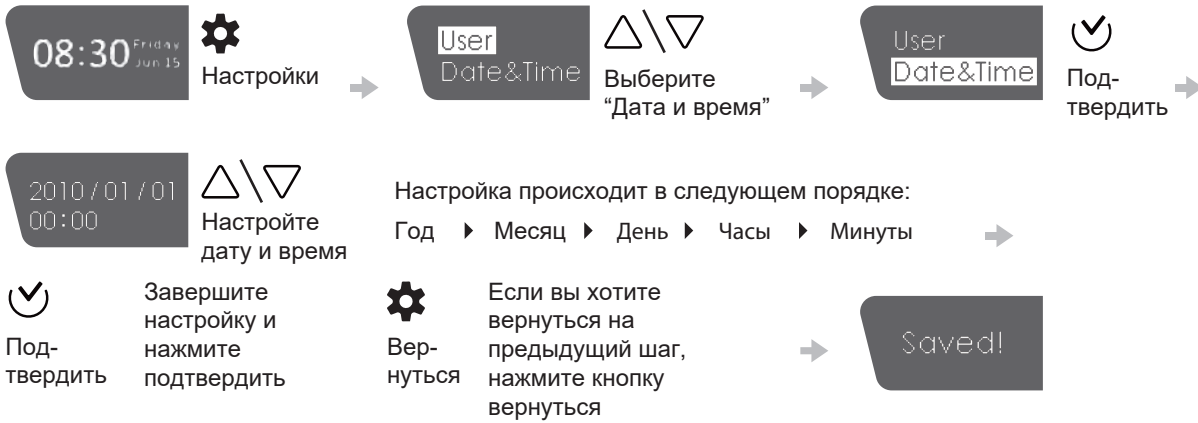 08:30 Friday
Jun 15
Настройки
User
Date&Time
Выберите
“Дата и время”
User
Date&Time
Под-
твердить
2010/01/01
00:00
Настройте
дату и время
Настройка происходит в следующем порядке:
Год Месяц День Часы Минуты
Под-
твердить
Завершите
настройку и
нажмите
подтвердить
Вер-
нуться
Если вы хотите
вернуться на
предыдущий шаг,
нажмите кнопку
вернуться
Saved!